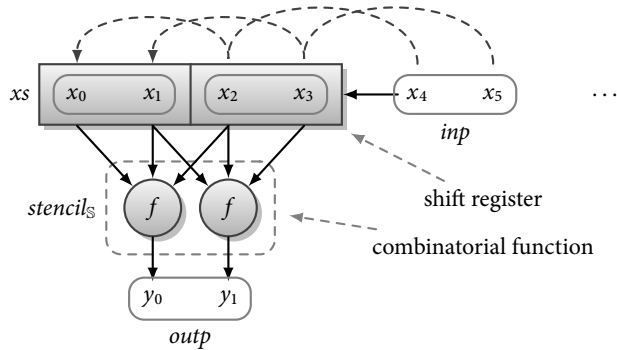 xs x₀ x₁ x₂ x₃ x₄ x₅ ...
inp
shift register
stencil𝕊 f f
combinatorial function
y₀ y₁
outp